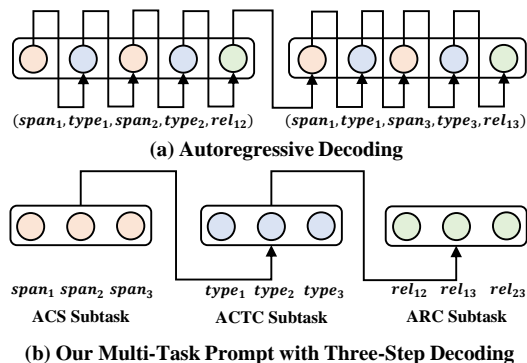 (span₁, type₁, span₂, type₂, rel₁₂) (span₁, type₁, span₃, type₃, rel₁₃)
(a) Autoregressive Decoding
span₁ span₂ span₃ type₁ type₂ type₃ rel₁₂ rel₁₃ rel₂₃
ACS Subtask ACTC Subtask ARC Subtask
(b) Our Multi-Task Prompt with Three-Step Decoding